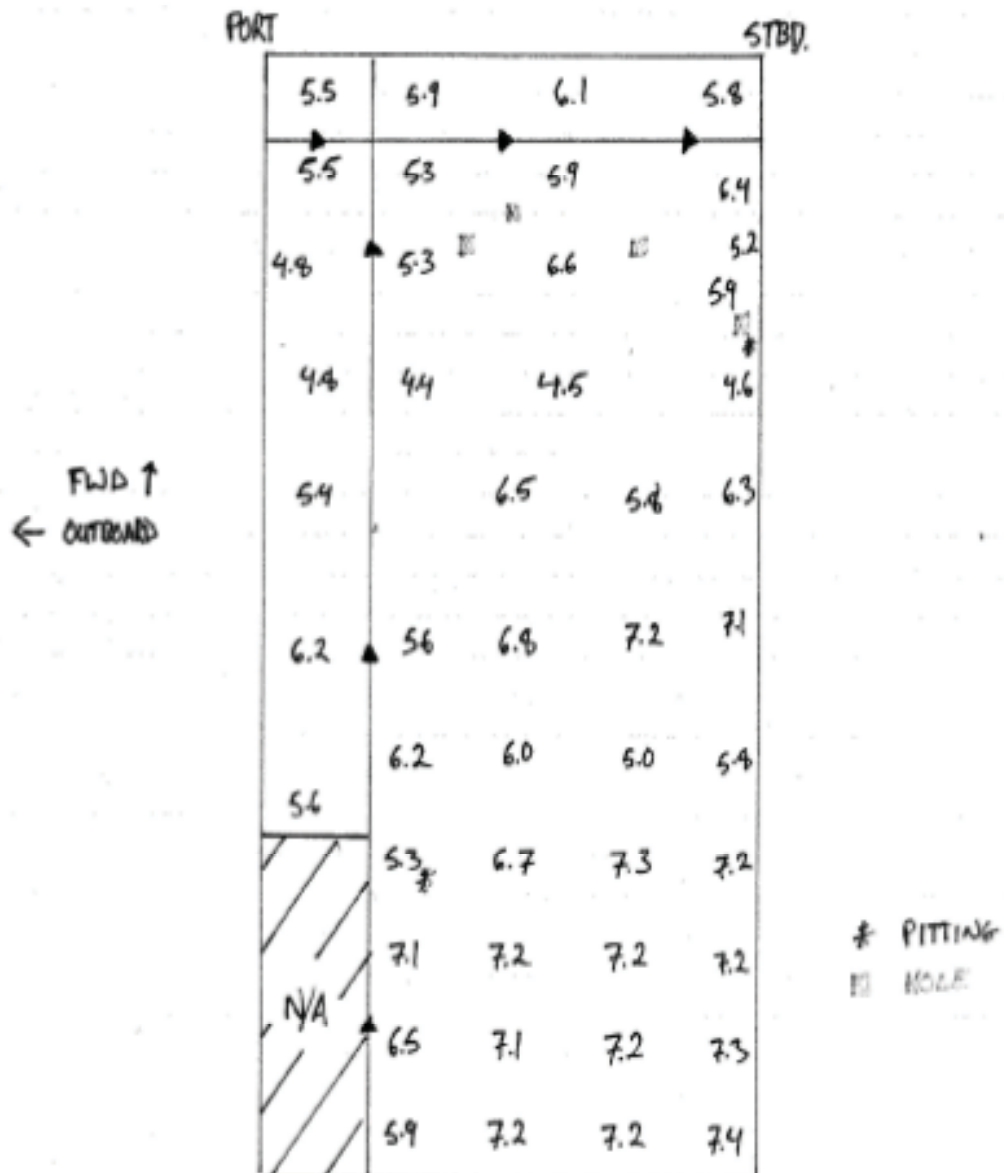 PORT STBD.
5.5 5.9 6.1 5.8
5.5 5.3 5.9 6.4
4.8 5.3 6.6 5.2
5.9
#
4.8 4.4 4.5 4.6
FWD ↑ 5.4 6.5 5.8 6.3
← OUTBOARD
6.2 5.6 6.8 7.2 7.1
6.2 6.0 5.0 5.8
5.6
5.3 # 6.7 7.3 7.2
# PITTING
7.1 7.2 7.2 7.2
HOLE
N/A
6.5 7.1 7.2 7.3
5.9 7.2 7.2 7.4